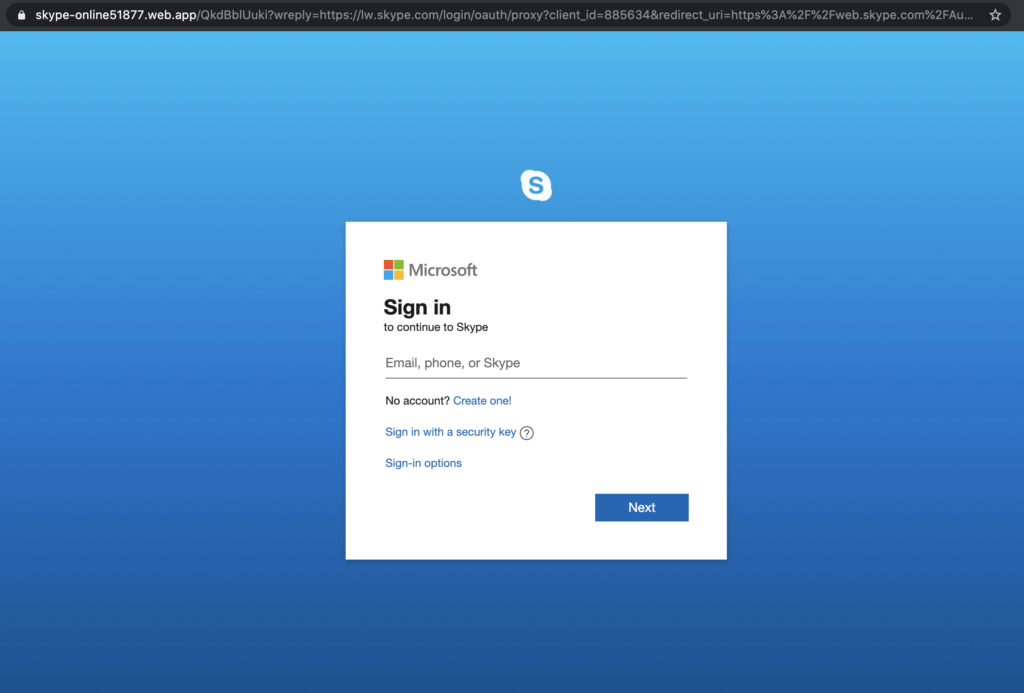 skype-online51877.web.app/QkdBblUuki?wreply=https://lw.skype.com/login/oauth/proxy?client_id=885634&redirect_uri=https%3A%2F%2Fweb.skype.com%2FAu...
S
Microsoft
Sign in
to continue to Skype
Email, phone, or Skype
No account? Create one!
Sign in with a security key ?
Sign-in options
Next